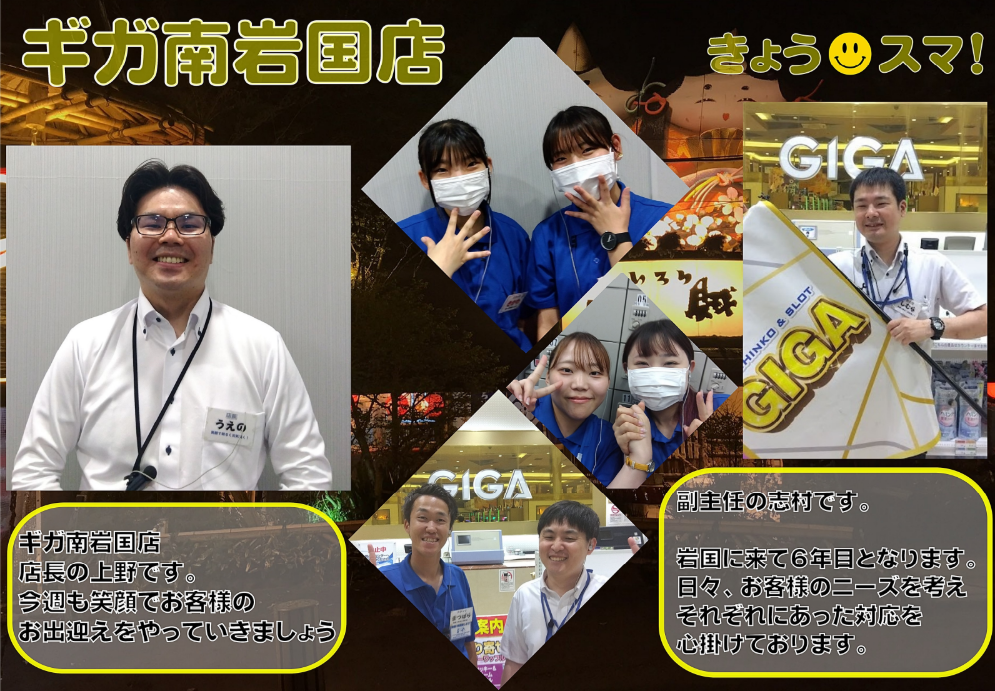 ギガ南岩国店
きょう
スマ!
GIGA
うえの
HINKO & SLOT
GIGA
GIGA
案内
ギガ南岩国店
店長の上野です。
今週も笑顔でお客様の
お出迎えをやっていきましょう
副主任の志村です。
岩国に来て6年目となります。
日々、お客様のニーズを考え
それぞれにあった対応を
心掛けております。